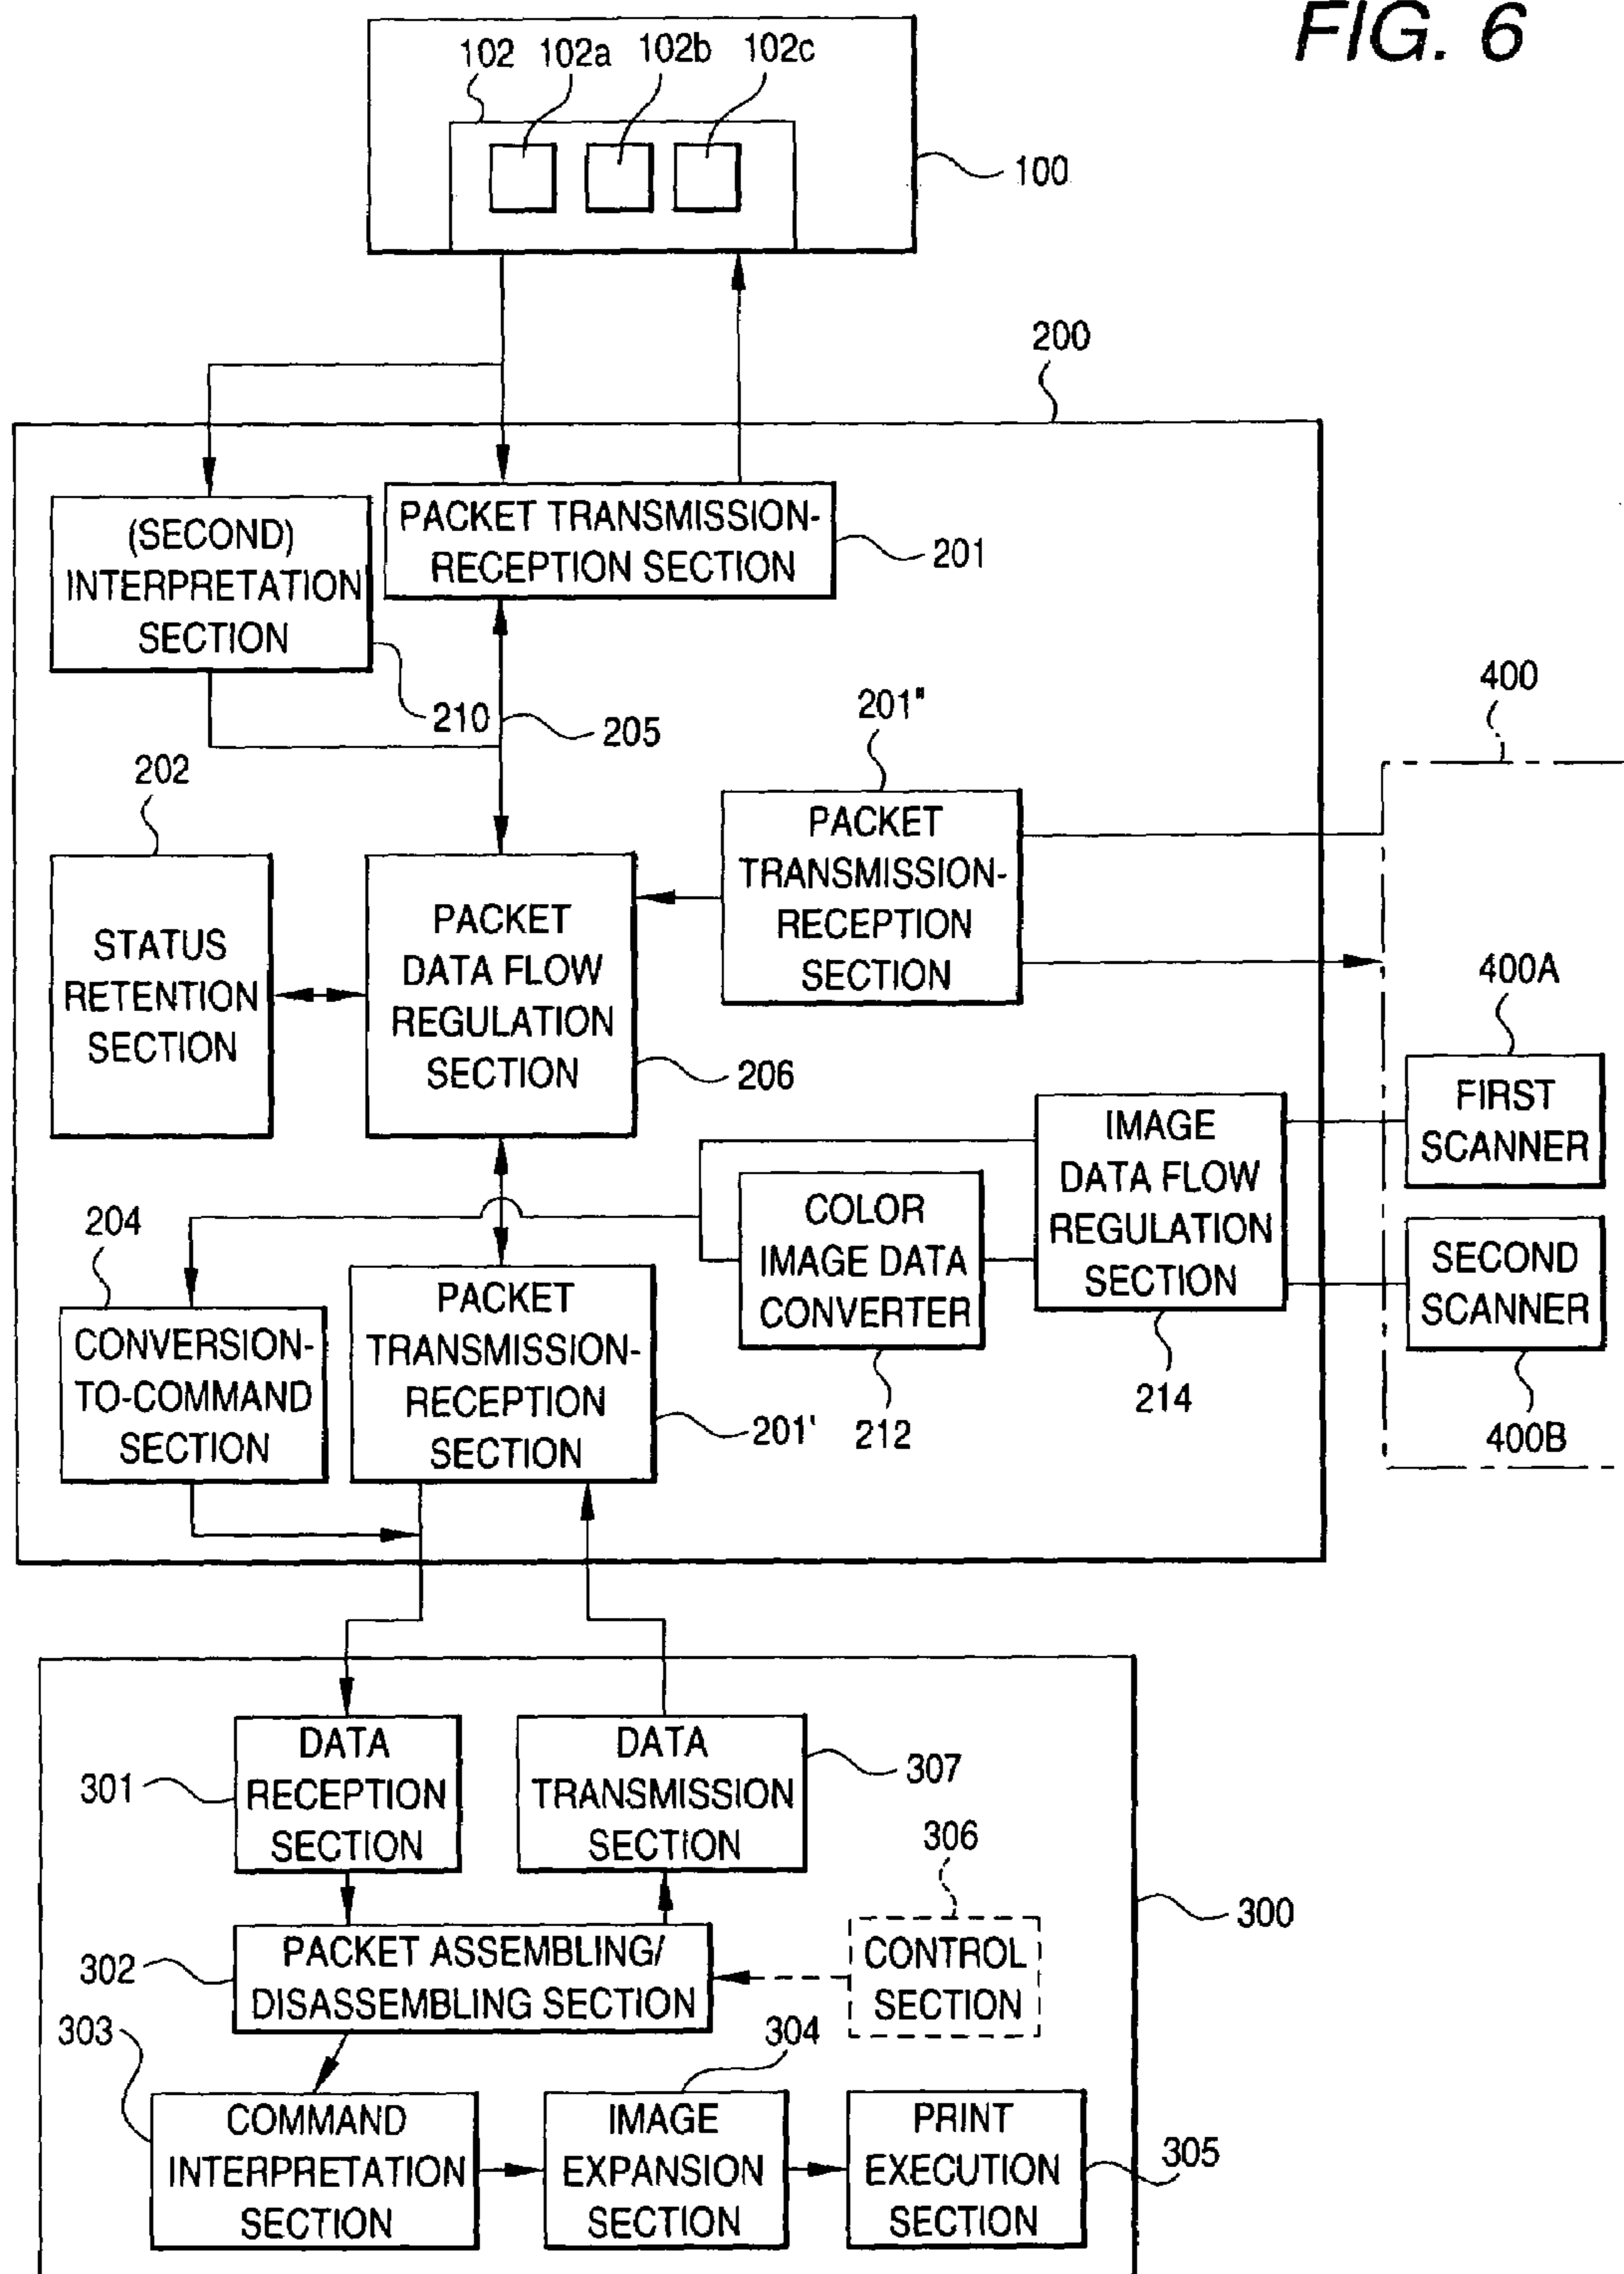 FIG. 6
102 102a 102b 102c
100
200
(SECOND)
INTERPRETATION
SECTION
210
PACKET TRANSMISSION-
RECEPTION SECTION
201
205
400
201"
PACKET
TRANSMISSION-
RECEPTION
SECTION
202
STATUS
RETENTION
SECTION
PACKET
DATA FLOW
REGULATION
SECTION
206
400A
FIRST
SCANNER
SECOND
SCANNER
400B
IMAGE
DATA FLOW
REGULATION
SECTION
214
COLOR
IMAGE DATA
CONVERTER
212
204
CONVERSION-
TO-COMMAND
SECTION
PACKET
TRANSMISSION-
RECEPTION
SECTION
201'
DATA
RECEPTION
SECTION
301
DATA
TRANSMISSION
SECTION
307
306
CONTROL
SECTION
300
302
PACKET ASSEMBLING/
DISASSEMBLING SECTION
303
COMMAND
INTERPRETATION
SECTION
304
IMAGE
EXPANSION
SECTION
PRINT
EXECUTION
SECTION
305